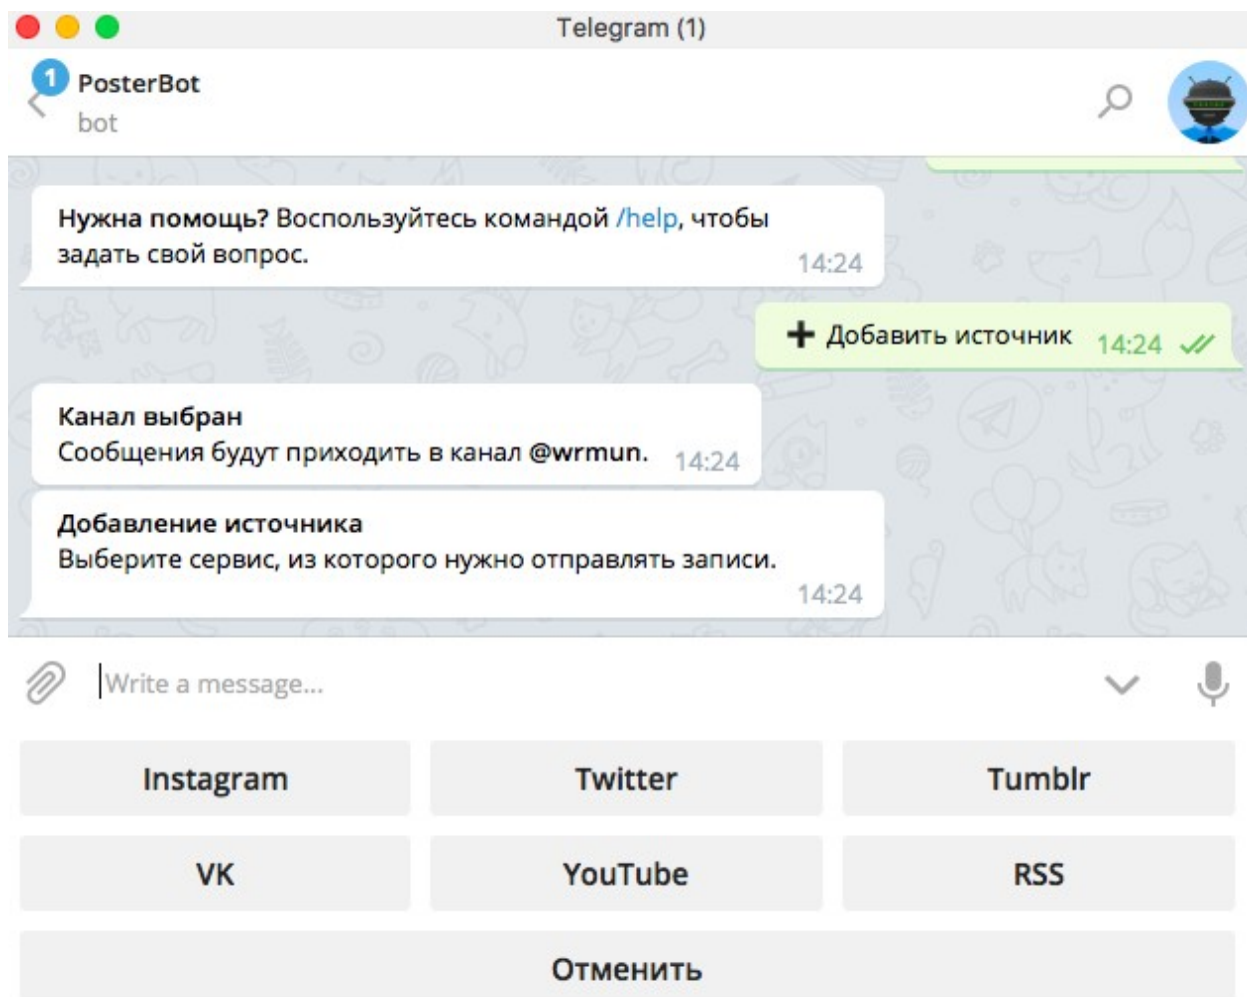 Telegram (1)
1
PosterBot
bot
Нужна помощь? Воспользуйтесь командой /help, чтобы
задать свой вопрос.
14:24
➕ Добавить источник 14:24
Канал выбран
Сообщения будут приходить в канал @wrmun. 14:24
Добавление источника
Выберите сервис, из которого нужно отправлять записи.
14:24
Write a message...
Instagram Twitter Tumblr
VK YouTube RSS
Отменить